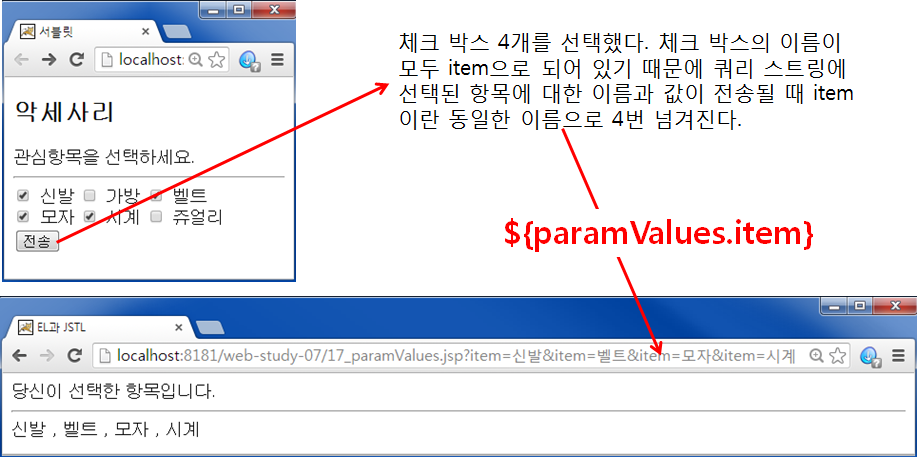 서블릿
localhost:
악세사리
관심항목을 선택하세요.
신발 가방 벨트
모자 시계 쥬얼리
전송
체크 박스 4개를 선택했다. 체크 박스의 이름이
모두 item으로 되어 있기 때문에 쿼리 스트링에
선택된 항목에 대한 이름과 값이 전송될 때 item
이란 동일한 이름으로 4번 넘겨진다.
${paramValues.item}
EL과 JSTL
localhost:8181/web-study-07/17_paramValues.jsp?item=신발&item=벨트&item=모자&item=시계
당신이 선택한 항목입니다.
신발 , 벨트 , 모자 , 시계